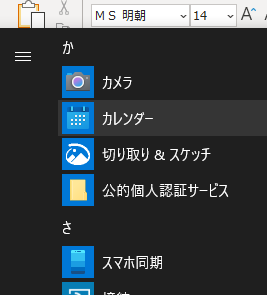 MS 明朝 14 A
か
カメラ
カレンダー
切り取り & スケッチ
公的個人認証サービス
さ
スマホ同期